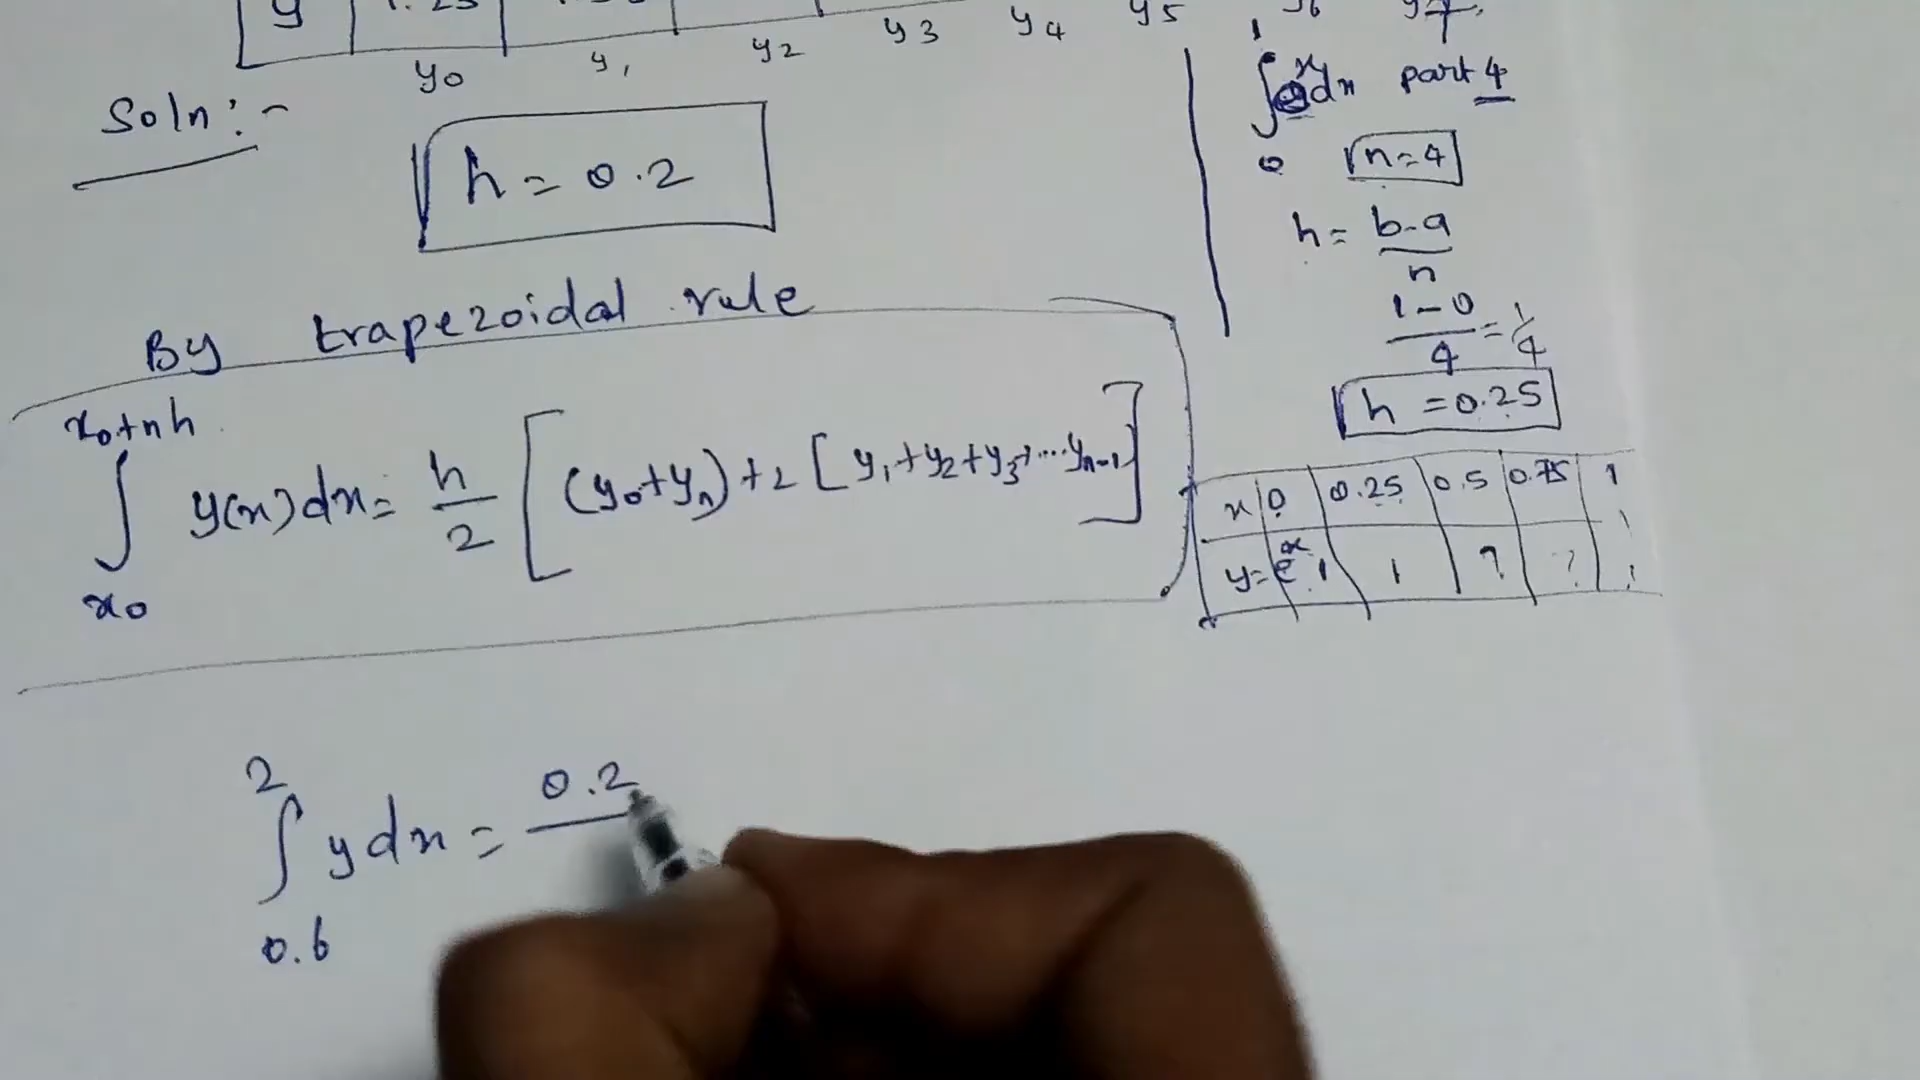 y 1.23
y0 y1 y2 y3 y4 y5 y6 y7
Soln:-
h = 0.2
By trapezoidal rule
x0+nh
∫ y(x)dx = h/2 [(y0+yn)+2[y1+y2+y3+....yn-1]]
x0
2
∫ ydx = 0.2
0.6
1
∫ e^x dx part 4
0 n=4
h = b-a
n
1-0/4 = 1/4
h = 0.25
x 0 0.25 0.5 0.75 1
y=e^x 1 1 ? ? !